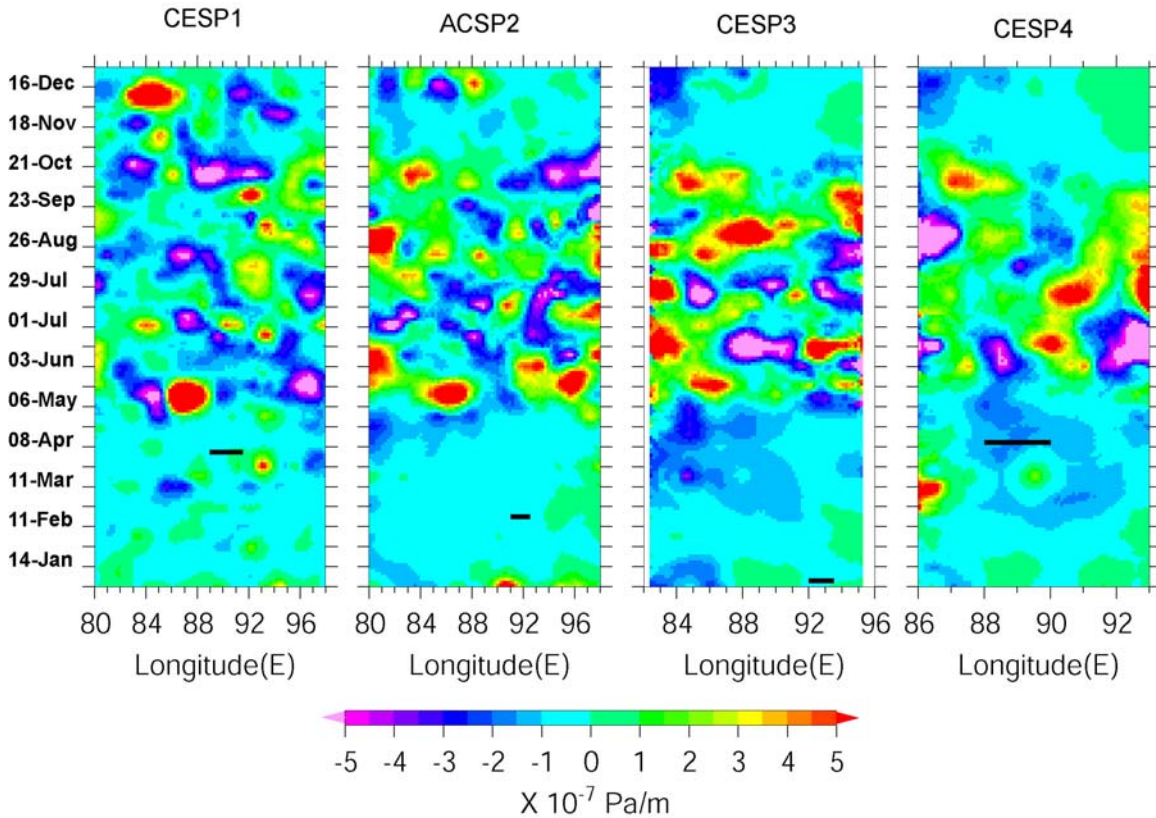 CESP1 ACSP2 CESP3 CESP4
16-Dec
18-Nov
21-Oct
23-Sep
26-Aug
29-Jul
01-Jul
03-Jun
06-May
08-Apr
11-Mar
11-Feb
14-Jan
80 84 88 92 96 80 84 88 92 96 84 88 92 96 86 88 90 92
Longitude(E) Longitude(E) Longitude(E) Longitude(E)
-5 -4 -3 -2 -1 0 1 2 3 4 5
X 10⁻⁷ Pa/m